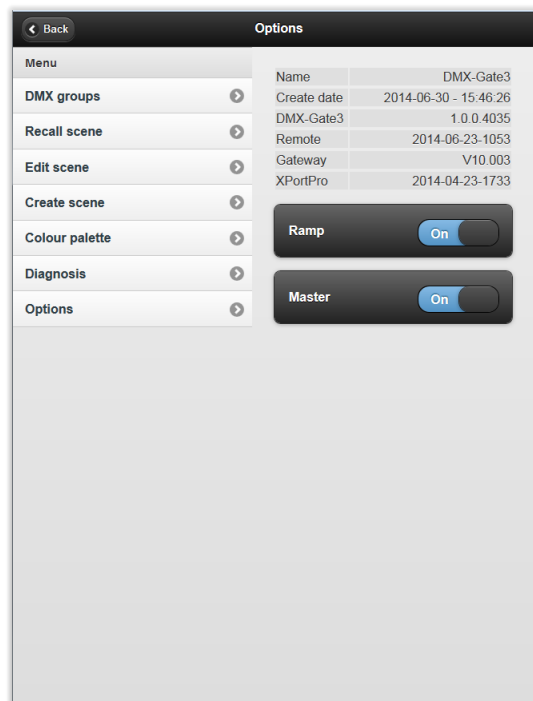 Back
Options
Menu
DMX groups
Recall scene
Edit scene
Create scene
Colour palette
Diagnosis
Options
Name DMX-Gate3
Create date 2014-06-30 - 15:46:26
DMX-Gate3 1.0.0.4035
Remote 2014-06-23-1053
Gateway V10.003
XPortPro 2014-04-23-1733
Ramp On
Master On